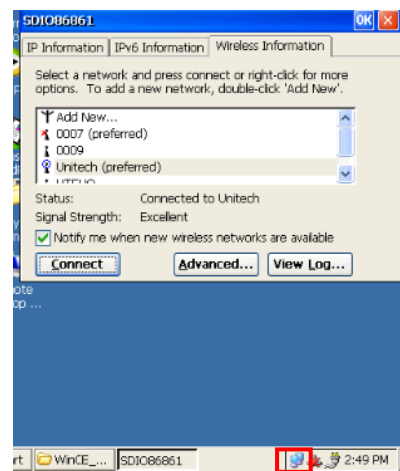 SDIO86861
OK
IP Information
IPv6 Information
Wireless Information
Select a network and press connect or right-click for more
options. To add a new network, double-click 'Add New'.
Add New...
0007 (preferred)
0009
Unitech (preferred)
Status: Connected to Unitech
Signal Strength: Excellent
Notify me when new wireless networks are available
Connect
Advanced...
View Log...
ote
op ...
rt
WinCE_...
SDIO86861
2:49 PM